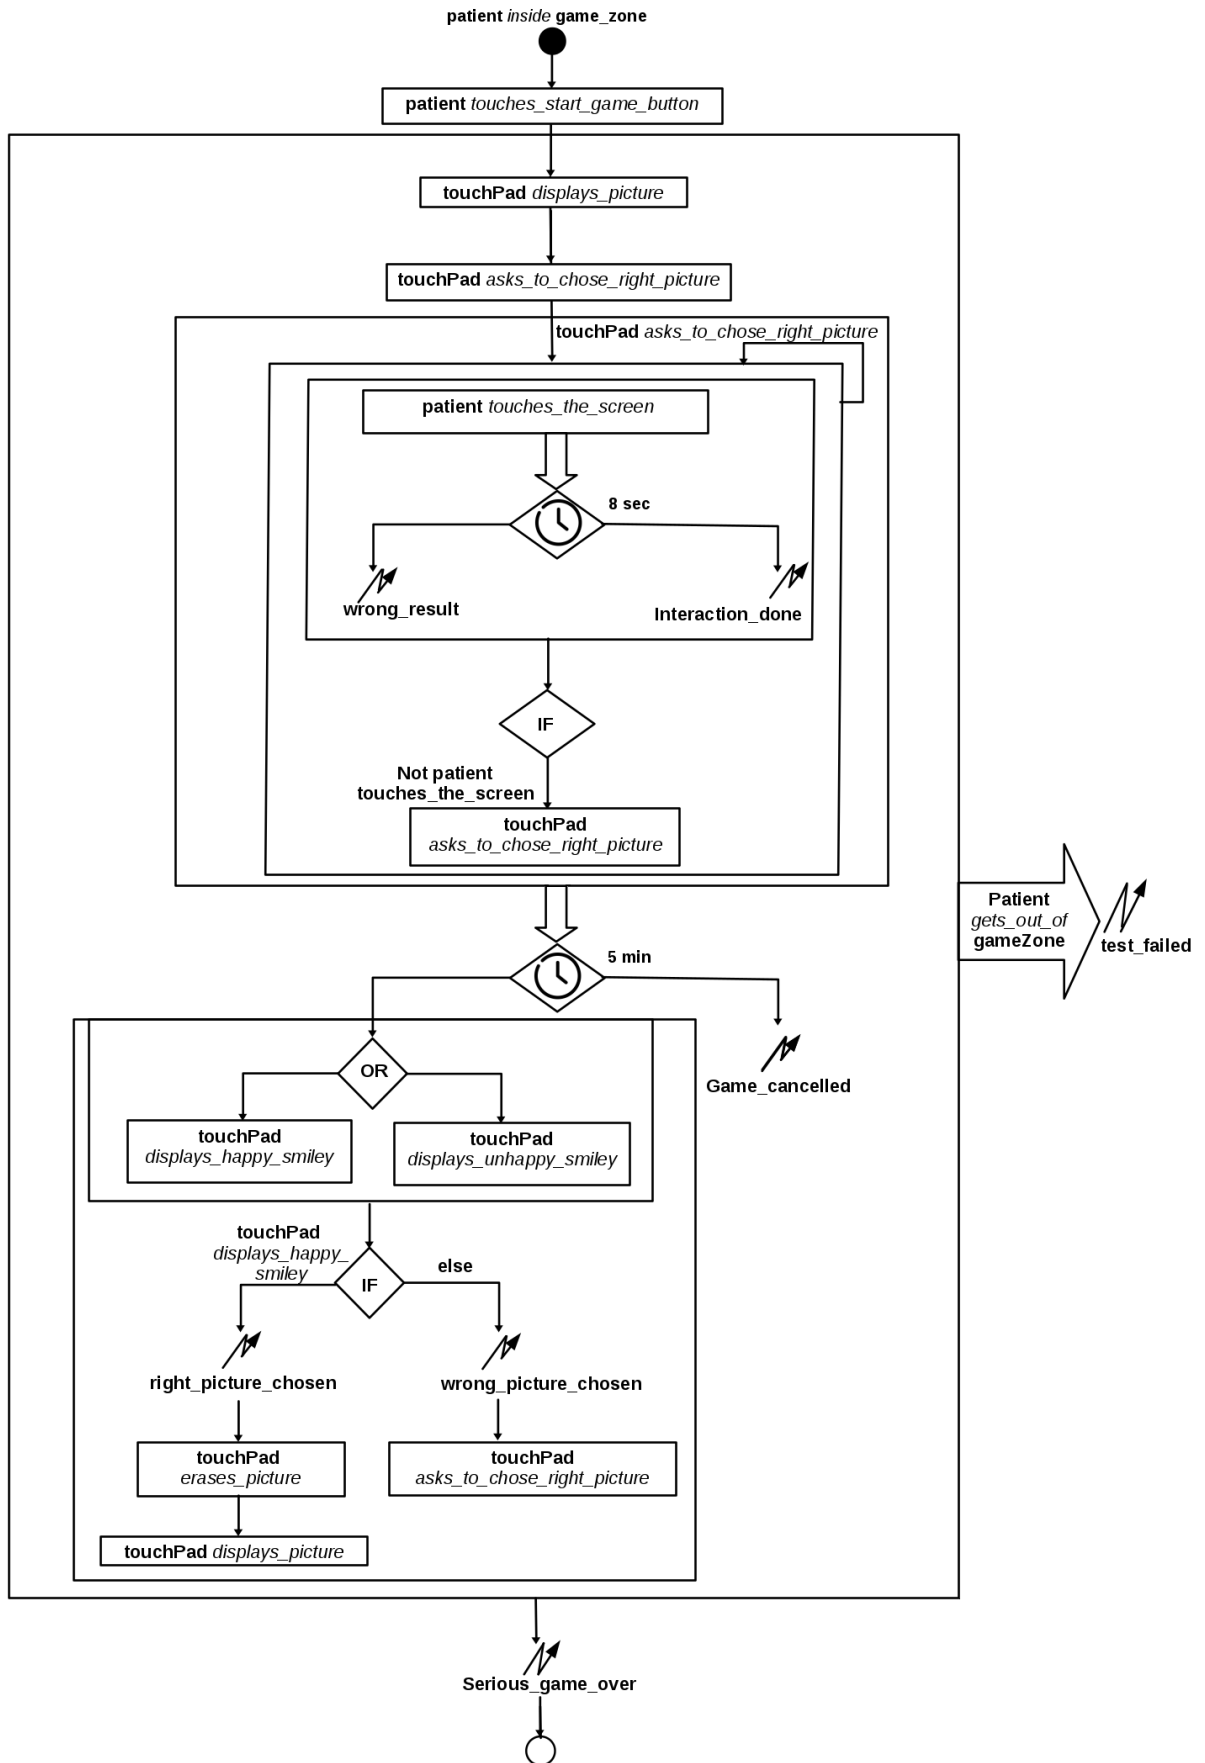 patient inside game_zone
patient touches_start_game_button
touchPad displays_picture
touchPad asks_to_chose_right_picture
touchPad asks_to_chose_right_picture
patient touches_the_screen
8 sec
wrong_result
Interaction_done
IF
Not patient
touches_the_screen
touchPad
asks_to_chose_right_picture
Patient
gets_out_of
gameZone
test_failed
5 min
OR
Game_cancelled
touchPad
displays_happy_smiley
touchPad
displays_unhappy_smiley
touchPad
displays_happy_
smiley
IF
else
right_picture_chosen
wrong_picture_chosen
touchPad
erases_picture
touchPad
asks_to_chose_right_picture
touchPad displays_picture
Serious_game_over